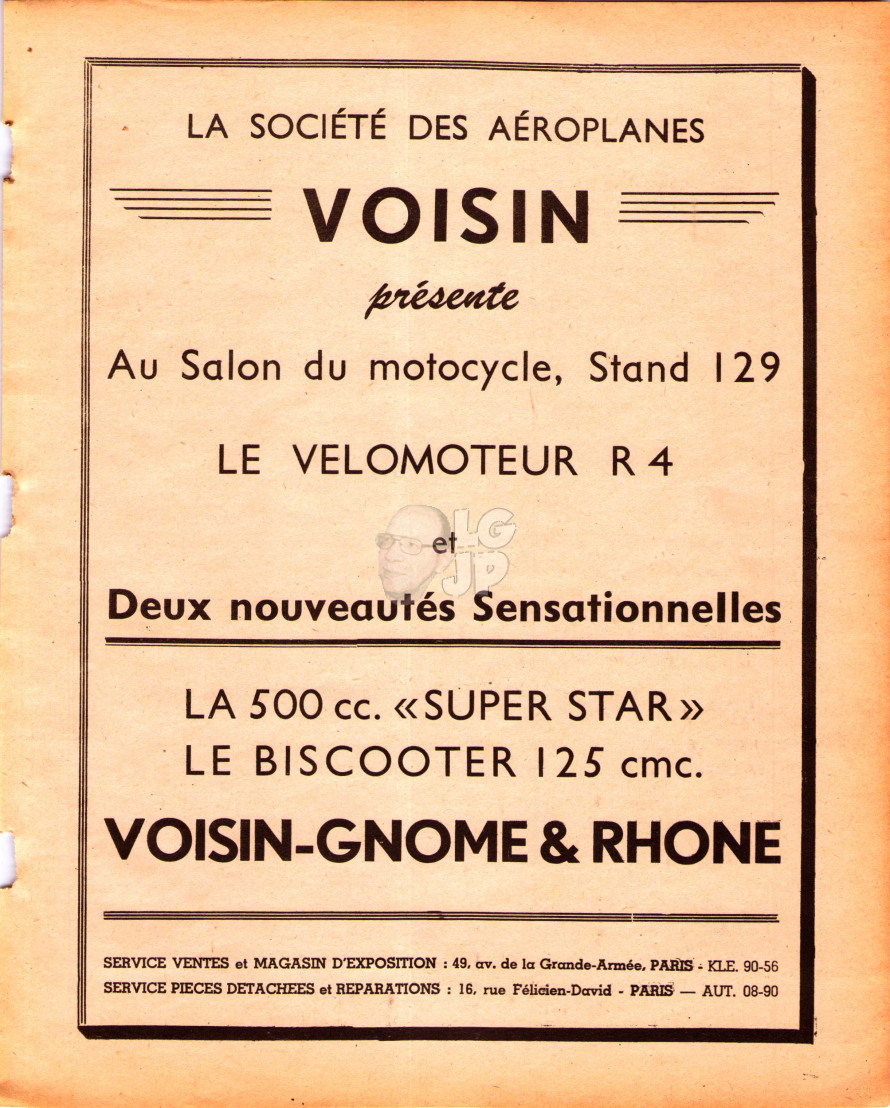 LA SOCIÉTÉ DES AÉROPLANES
VOISIN
présente
Au Salon du motocycle, Stand 129
LE VELOMOTEUR R4
et
LG
JP
Deux nouveautés Sensationnelles
LA 500 cc. «SUPER STAR»
LE BISCOOTER 125 cmc.
VOISIN-GNOME & RHONE
SERVICE VENTES et MAGASIN D'EXPOSITION : 49, av. de la Grande-Armée, PARIS - KLE. 90-56
SERVICE PIECES DETACHEES et REPARATIONS : 16, rue Félicien-David - PARIS — AUT. 08-90